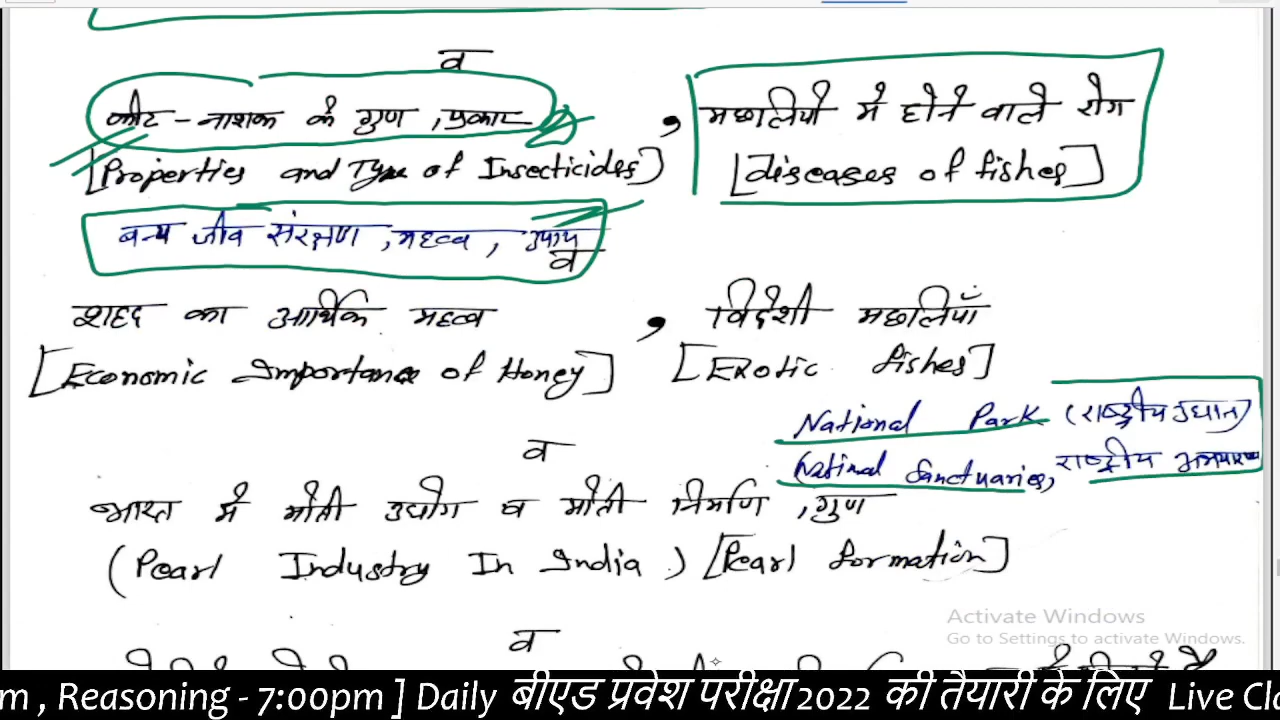 व
कीट - नाशक के गुण , प्रकार , मछलियों में होने वाले रोग
[Properties and Type of Insecticides] [diseases of fishes]
वन्य जीव संरक्षण , महत्व , उपाय
व
शहद का आर्थिक महत्व , विदेशी मछलियाँ
[Economic Importance of Honey] [Exotic fishes]
National Park (राष्ट्रीय उद्यान)
व
National Sanctuaries, राष्ट्रीय
भारत में मोती उद्योग व मोती निर्माण , गुण
(Pearl Industry In India) [Pearl formation]
Activate Windows
Go to Settings to activate Windows.
व
m , Reasoning - 7:00pm ] Daily बीएड प्रवेश परीक्षा 2022 की तैयारी के लिए Live Cla